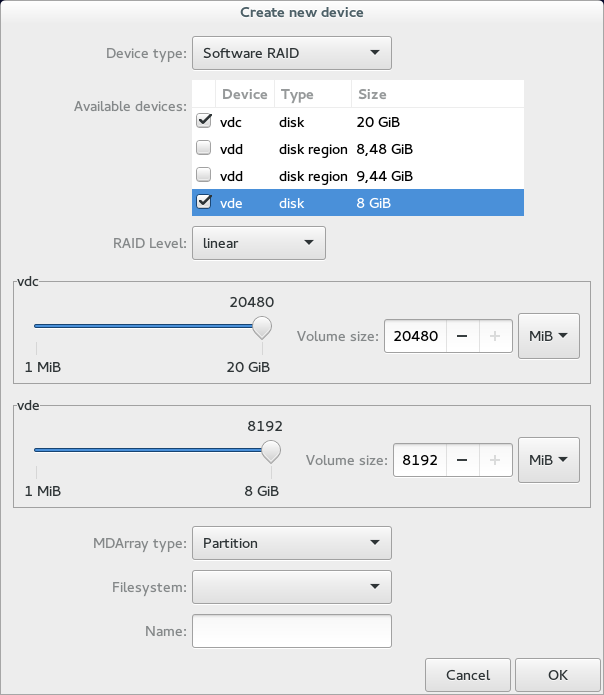 Create new device
Device type: Software RAID
Available devices:
Device Type Size
vdc disk 20 GiB
vdd disk region 8,48 GiB
vdd disk region 9,44 GiB
vde disk 8 GiB
RAID Level: linear
vdc
20480
Volume size: 20480 MiB
1 MiB 20 GiB
vde
8192
Volume size: 8192 MiB
1 MiB 8 GiB
MDArray type: Partition
Filesystem:
Name:
Cancel OK